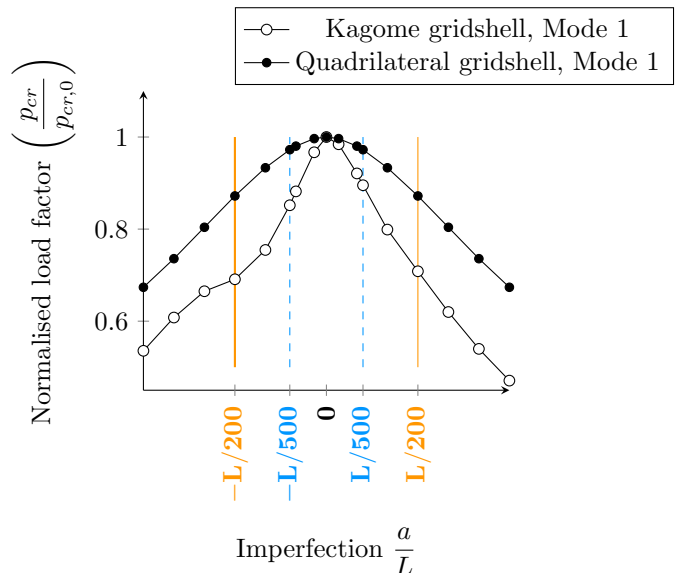 Kagome gridshell, Mode 1
Quadrilateral gridshell, Mode 1
Normalised load factor (p_cr / p_cr,0)
1
0.8
0.6
−L/200
−L/500
0
L/500
L/200
Imperfection a/L